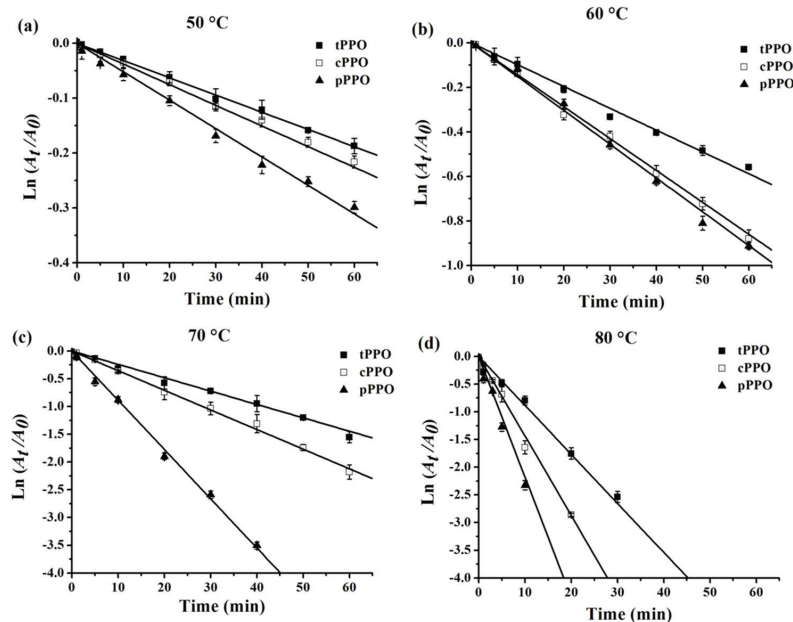 (a) 50 °C
tPPO
cPPO
pPPO
0.0
-0.1
-0.2
-0.3
-0.4
Ln (At/A0)
0 10 20 30 40 50 60
Time (min)
(b) 60 °C
tPPO
cPPO
pPPO
0.0
-0.2
-0.4
-0.6
-0.8
-1.0
Ln (At/A0)
0 10 20 30 40 50 60
Time (min)
(c) 70 °C
tPPO
cPPO
pPPO
0.0
-0.5
-1.0
-1.5
-2.0
-2.5
-3.0
-3.5
-4.0
Ln (At/A0)
0 10 20 30 40 50 60
Time (min)
(d) 80 °C
tPPO
cPPO
pPPO
0.0
-0.5
-1.0
-1.5
-2.0
-2.5
-3.0
-3.5
-4.0
Ln (At/A0)
0 10 20 30 40 50 60
Time (min)